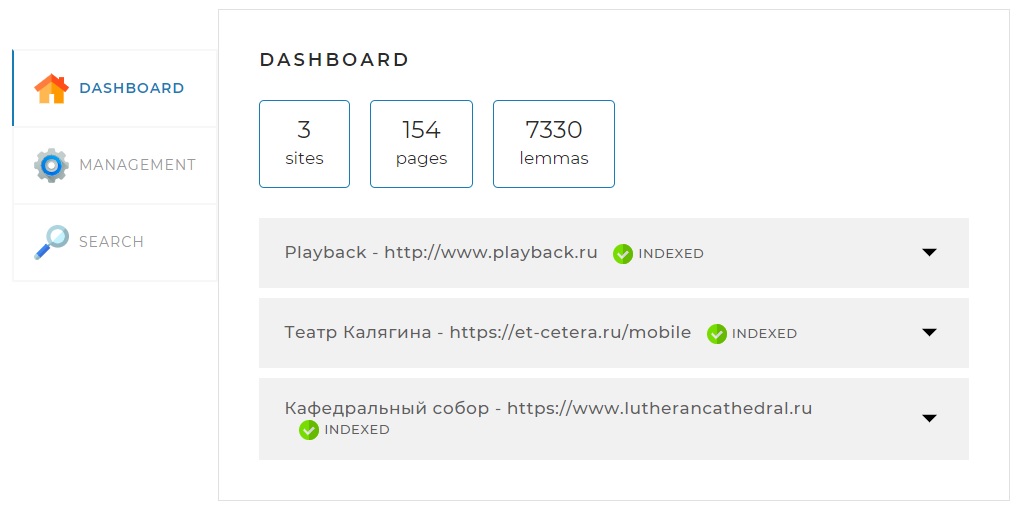 DASHBOARD
MANAGEMENT
SEARCH
DASHBOARD
3
sites
154
pages
7330
lemmas
Playback - http://www.playback.ru INDEXED
Театр Калягина - https://et-cetera.ru/mobile INDEXED
Кафедральный собор - https://www.lutherancathedral.ru
INDEXED